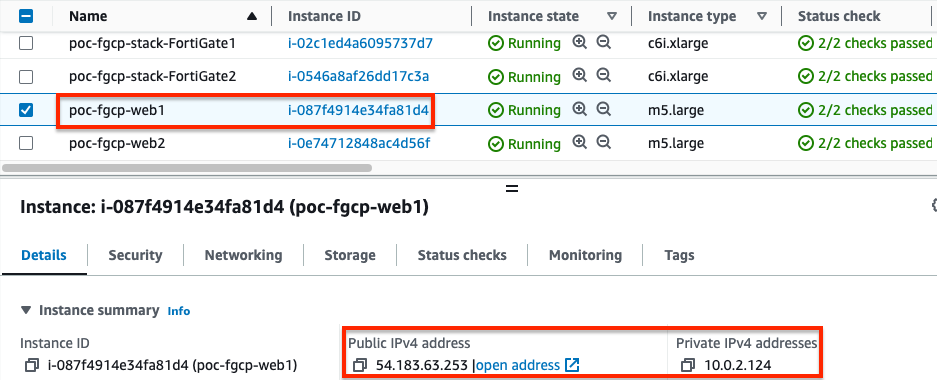 Name Instance ID Instance state Instance type Status check
poc-fgcp-stack-FortiGate1 i-02c1ed4a6095737d7 Running c6i.xlarge 2/2 checks passed
poc-fgcp-stack-FortiGate2 i-0546a8af26dd17c3a Running c6i.xlarge 2/2 checks passed
poc-fgcp-web1 i-087f4914e34fa81d4 Running m5.large 2/2 checks passed
poc-fgcp-web2 i-0e74712848ac4d56f Running m5.large 2/2 checks passed
Instance: i-087f4914e34fa81d4 (poc-fgcp-web1)
Details Security Networking Storage Status checks Monitoring Tags
Instance summary Info
Instance ID Public IPv4 address Private IPv4 addresses
i-087f4914e34fa81d4 (poc-fgcp-web1) 54.183.63.253 |open address 10.0.2.124